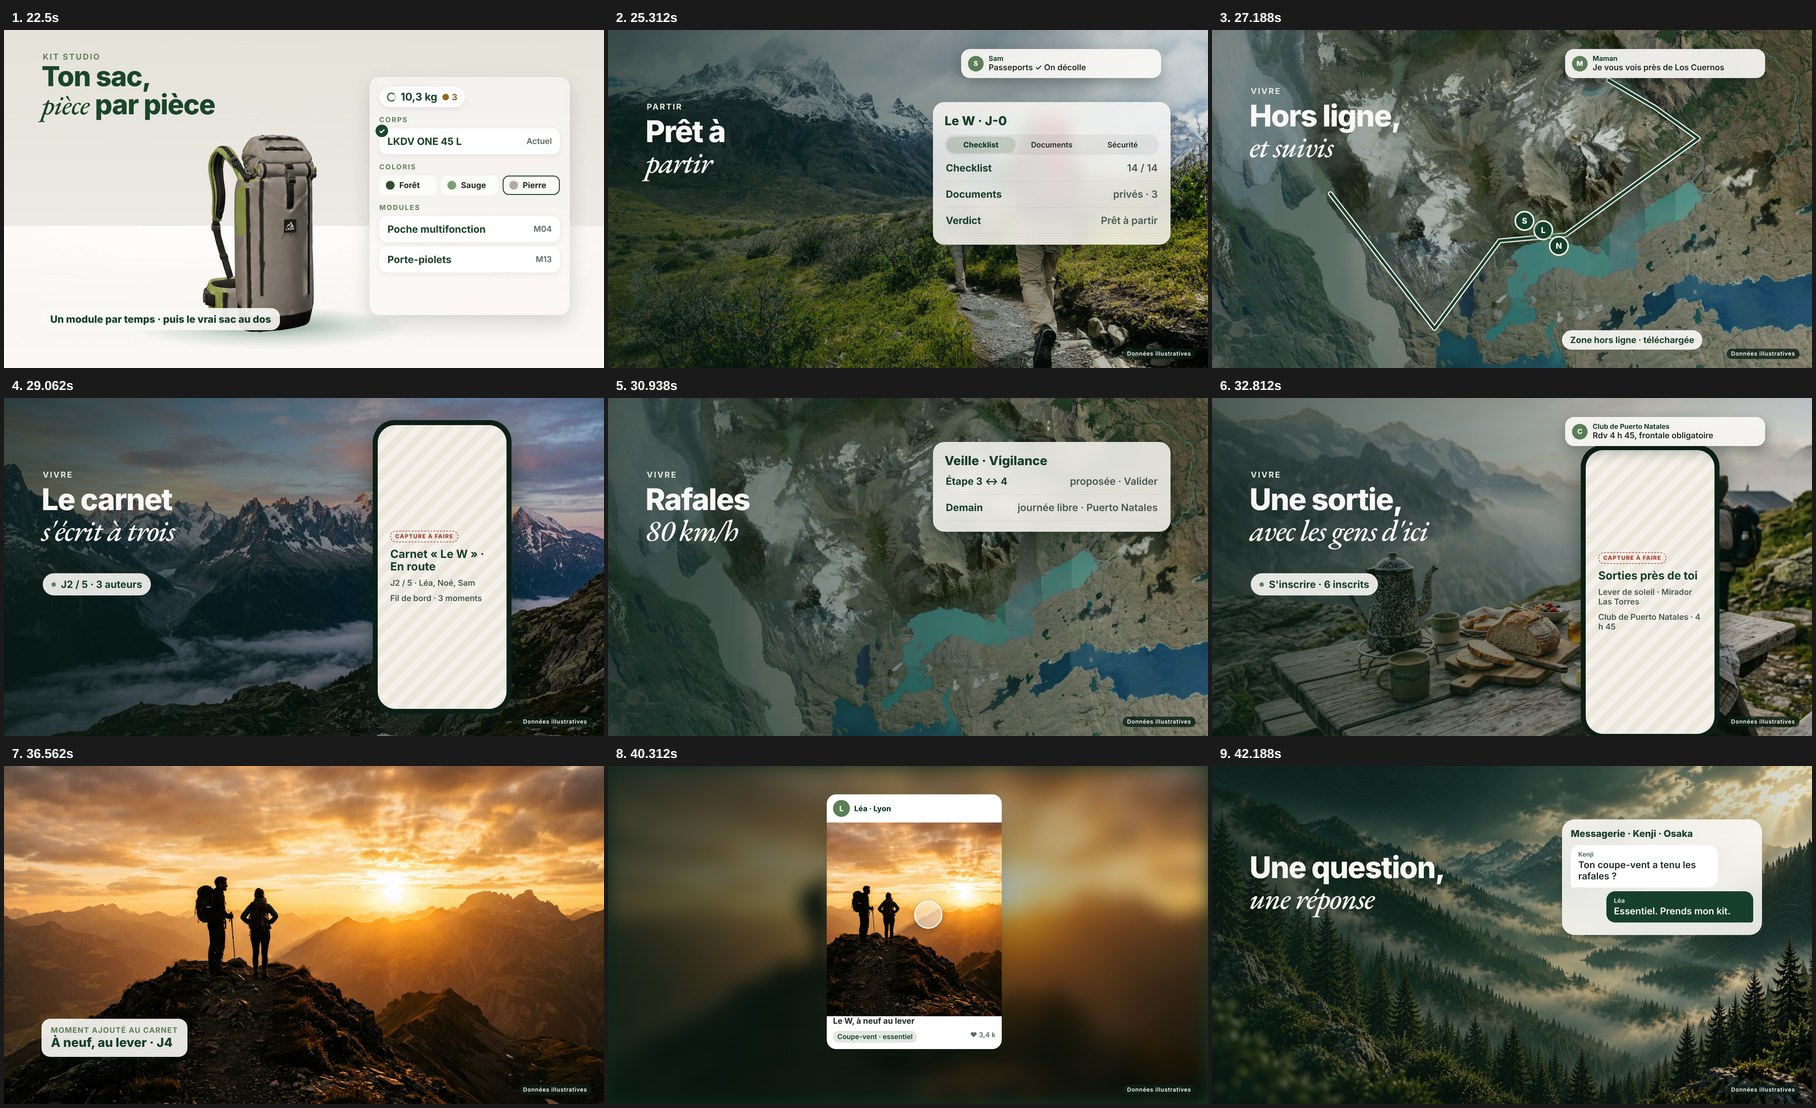 1. 22.5s
KIT STUDIO
Ton sac,
pièce par pièce
10,3 kg 3
CORPS
LKDV ONE 45 L Actuel
COLORIS
Forêt Sauge Pierre
MODULES
Poche multifonction M04
Porte-piolets M13
Un module par temps · puis le vrai sac au dos
2. 25.312s
S
Sam
Passeports ✓ On décolle
PARTIR
Prêt à
partir
Le W · J-0
Checklist Documents Sécurité
Checklist 14 / 14
Documents privés · 3
Verdict Prêt à partir
Données illustratives
3. 27.188s
M
Maman
Je vous vois près de Los Cuernos
VIVRE
Hors ligne,
et suivis
S
L
N
Zone hors ligne · téléchargée
Données illustratives
4. 29.062s
VIVRE
Le carnet
s'écrit à trois
J2 / 5 · 3 auteurs
CAPTURE À FAIRE
Carnet « Le W » ·
En route
J2 / 5 · Léa, Noé, Sam
Fil de bord · 3 moments
Données illustratives
5. 30.938s
VIVRE
Rafales
80 km/h
Veille · Vigilance
Étape 3 ↔ 4 proposée · Valider
Demain journée libre · Puerto Natales
Données illustratives
6. 32.812s
C
Club de Puerto Natales
Rdv 4 h 45, frontale obligatoire
VIVRE
Une sortie,
avec les gens d'ici
S'inscrire · 6 inscrits
CAPTURE À FAIRE
Sorties près de toi
Lever de soleil · Mirador
Las Torres
Club de Puerto Natales · 4
h 45
Données illustratives
7. 36.562s
MOMENT AJOUTÉ AU CARNET
À neuf, au lever · J4
Données illustratives
8. 40.312s
L
Léa · Lyon
Le W, à neuf au lever
Coupe-vent · essentiel
♥ 3,4 k
Données illustratives
9. 42.188s
Une question,
une réponse
Messagerie · Kenji · Osaka
Kenji
Ton coupe-vent a tenu les
rafales ?
Léa
Essentiel. Prends mon kit.
Données illustratives